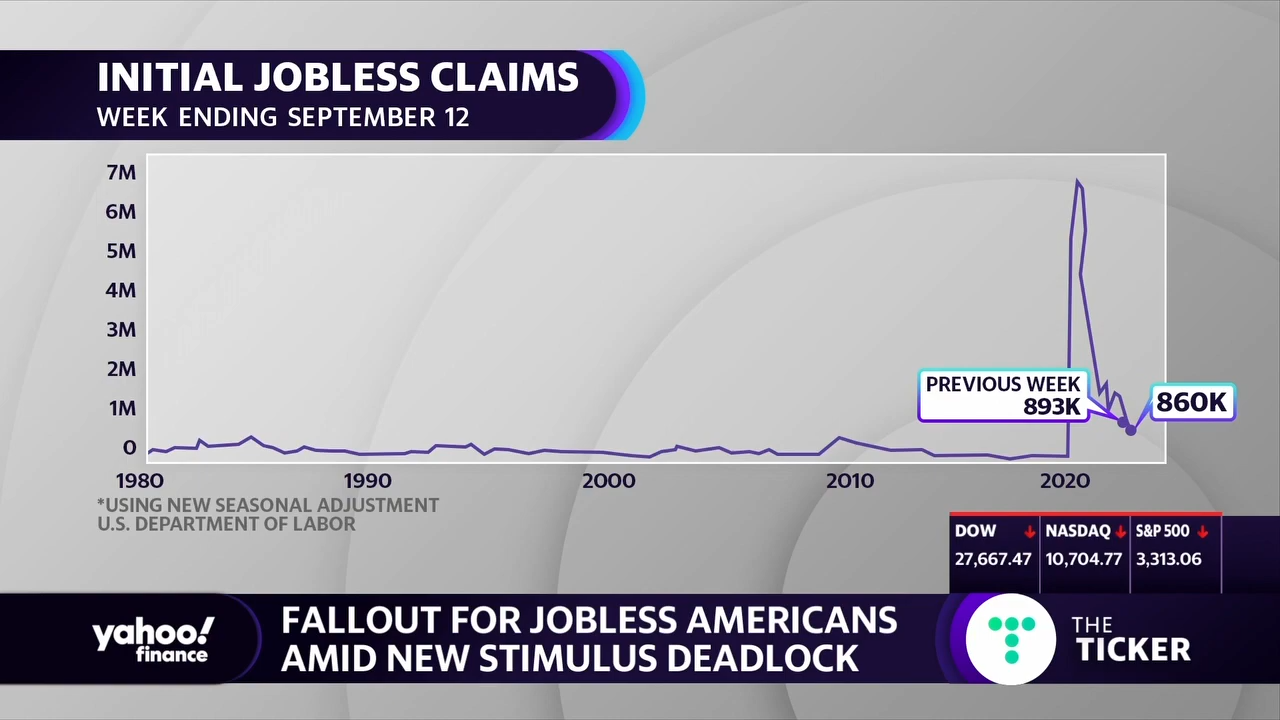 INITIAL JOBLESS CLAIMS
WEEK ENDING SEPTEMBER 12
7M
6M
5M
4M
3M
2M
1M
0
PREVIOUS WEEK
893K
860K
1980 1990 2000 2010 2020
*USING NEW SEASONAL ADJUSTMENT
U.S. DEPARTMENT OF LABOR
DOW NASDAQ S&P 500
27,667.47 10,704.77 3,313.06
yahoo!
finance
FALLOUT FOR JOBLESS AMERICANS
AMID NEW STIMULUS DEADLOCK
THE
TICKER